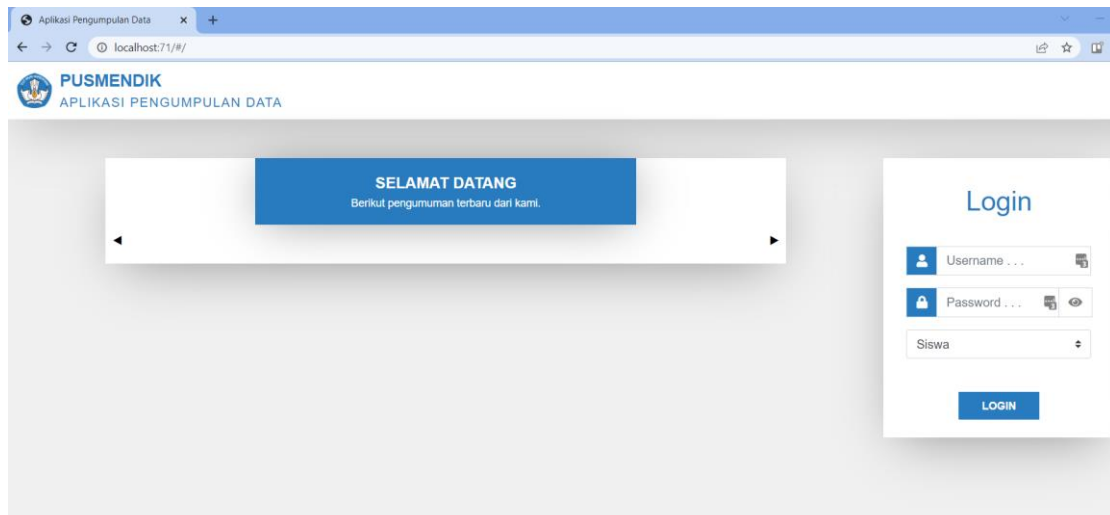 Aplikasi Pengumpulan Data
localhost:71/#/
PUSMENDIK
APLIKASI PENGUMPULAN DATA
SELAMAT DATANG
Berikut pengumuman terbaru dari kami.
Login
Username . . .
Password . . .
Siswa
LOGIN